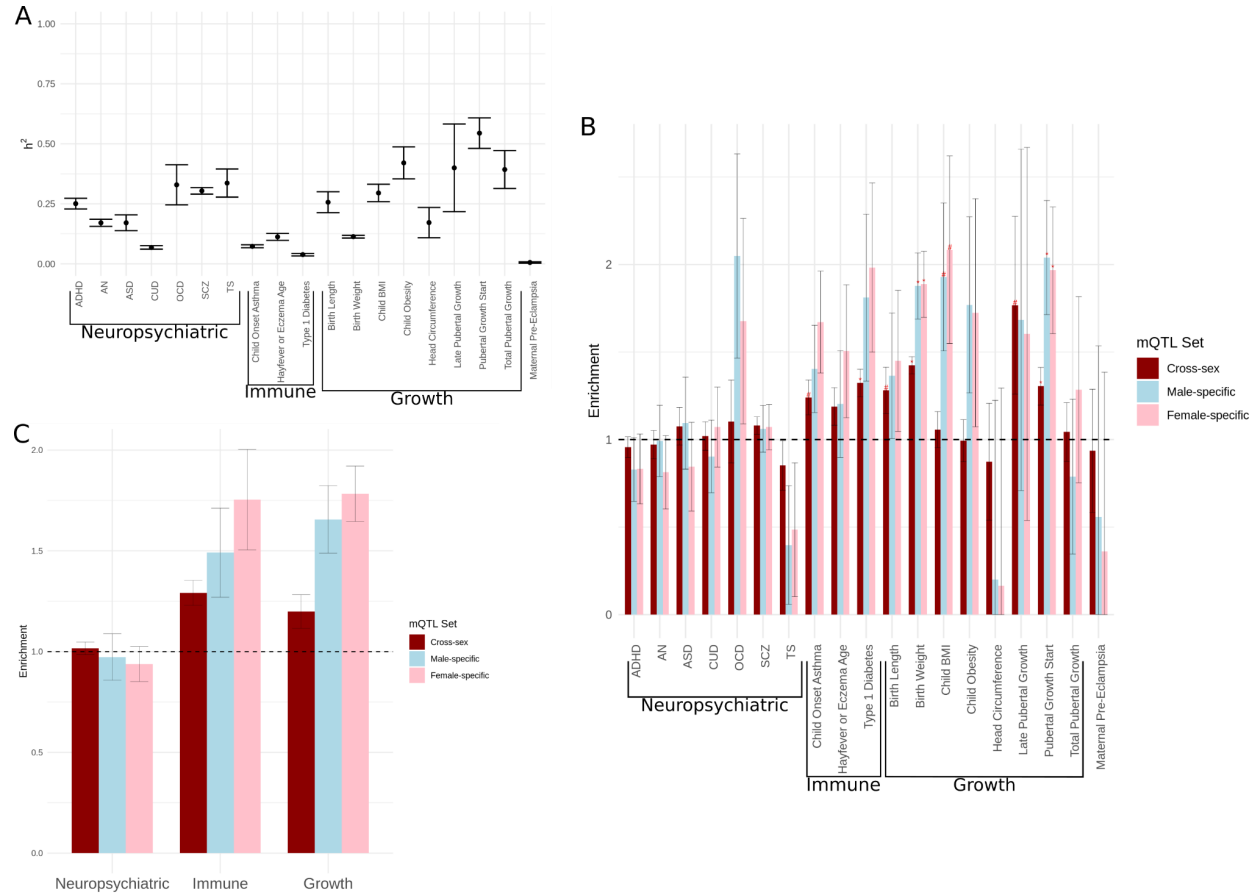 A
1.00
0.75
0.50
0.25
0.00
h²
ADHD
AN
ASD
CUD
OCD
SCZ
TS
Child Onset Asthma
Hayfever or Eczema Age
Type 1 Diabetes
Birth Length
Birth Weight
Child BMI
Child Obesity
Head Circumference
Late Pubertal Growth
Pubertal Growth Start
Total Pubertal Growth
Maternal Pre-Eclampsia
Neuropsychiatric
Immune
Growth
B
2
1
0
Enrichment
* * * # # * * * # # # * * *
ADHD
AN
ASD
CUD
OCD
SCZ
TS
Child Onset Asthma
Hayfever or Eczema Age
Type 1 Diabetes
Birth Length
Birth Weight
Child BMI
Child Obesity
Head Circumference
Late Pubertal Growth
Pubertal Growth Start
Total Pubertal Growth
Maternal Pre-Eclampsia
Neuropsychiatric
Immune
Growth
mQTL Set
Cross-sex
Male-specific
Female-specific
C
2.0
1.5
1.0
0.5
0.0
Enrichment
Neuropsychiatric
Immune
Growth
mQTL Set
Cross-sex
Male-specific
Female-specific